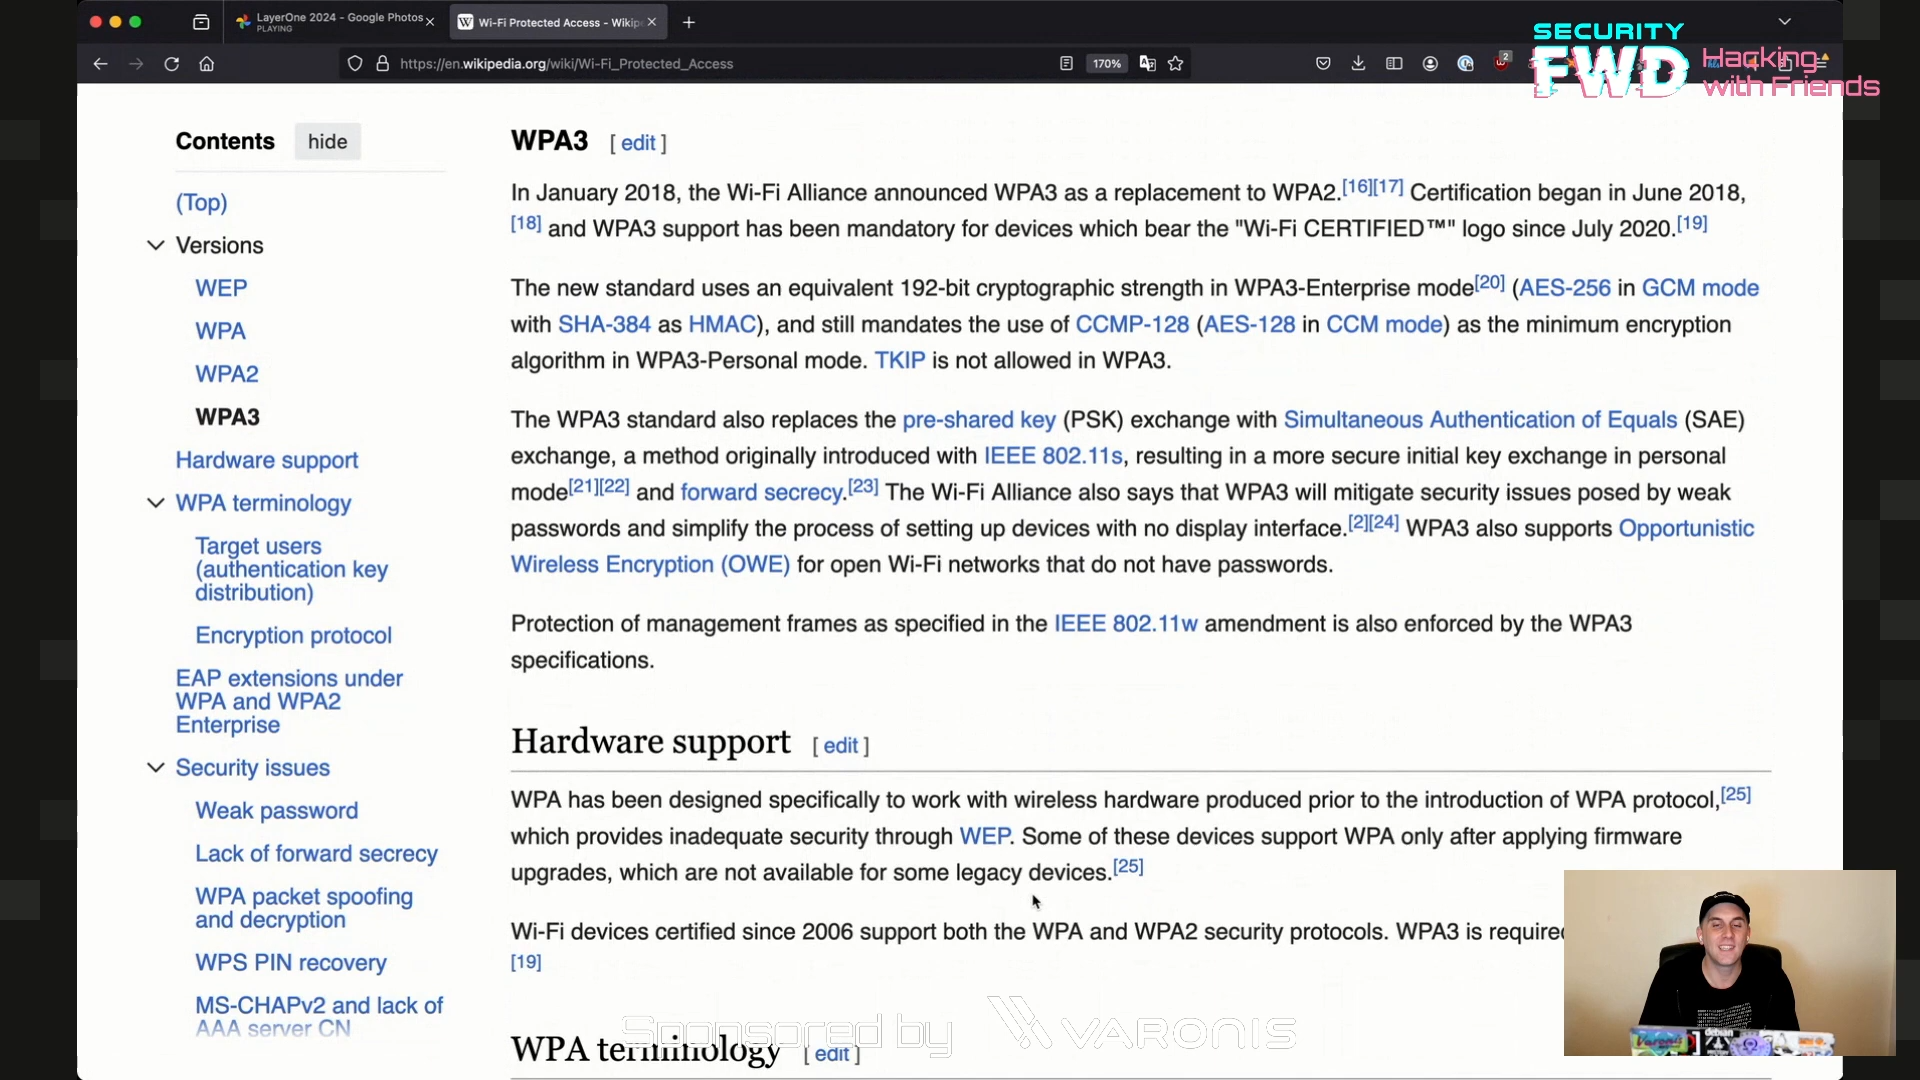 LayerOne 2024 - Google Photos
PLAYING
Wi-Fi Protected Access - Wikip
SECURITY
FWD
Hacking
with Friends
https://en.wikipedia.org/wiki/Wi-Fi_Protected_Access
170%
2
Contents
hide
(Top)
Versions
WEP
WPA
WPA2
WPA3
Hardware support
WPA terminology
Target users
(authentication key
distribution)
Encryption protocol
EAP extensions under
WPA and WPA2
Enterprise
Security issues
Weak password
Lack of forward secrecy
WPA packet spoofing
and decryption
WPS PIN recovery
MS-CHAPv2 and lack of
AAA server CN
WPA3 [ edit ]
In January 2018, the Wi-Fi Alliance announced WPA3 as a replacement to WPA2.[16][17] Certification began in June 2018,
[18] and WPA3 support has been mandatory for devices which bear the "Wi-Fi CERTIFIED™" logo since July 2020.[19]
The new standard uses an equivalent 192-bit cryptographic strength in WPA3-Enterprise mode[20] (AES-256 in GCM mode
with SHA-384 as HMAC), and still mandates the use of CCMP-128 (AES-128 in CCM mode) as the minimum encryption
algorithm in WPA3-Personal mode. TKIP is not allowed in WPA3.
The WPA3 standard also replaces the pre-shared key (PSK) exchange with Simultaneous Authentication of Equals (SAE)
exchange, a method originally introduced with IEEE 802.11s, resulting in a more secure initial key exchange in personal
mode[21][22] and forward secrecy.[23] The Wi-Fi Alliance also says that WPA3 will mitigate security issues posed by weak
passwords and simplify the process of setting up devices with no display interface.[2][24] WPA3 also supports Opportunistic
Wireless Encryption (OWE) for open Wi-Fi networks that do not have passwords.
Protection of management frames as specified in the IEEE 802.11w amendment is also enforced by the WPA3
specifications.
Hardware support [ edit ]
WPA has been designed specifically to work with wireless hardware produced prior to the introduction of WPA protocol,[25]
which provides inadequate security through WEP. Some of these devices support WPA only after applying firmware
upgrades, which are not available for some legacy devices.[25]
Wi-Fi devices certified since 2006 support both the WPA and WPA2 security protocols. WPA3 is required
[19]
WPA terminology [ edit ]
Sponsored by VARONIS
Varonis
debian